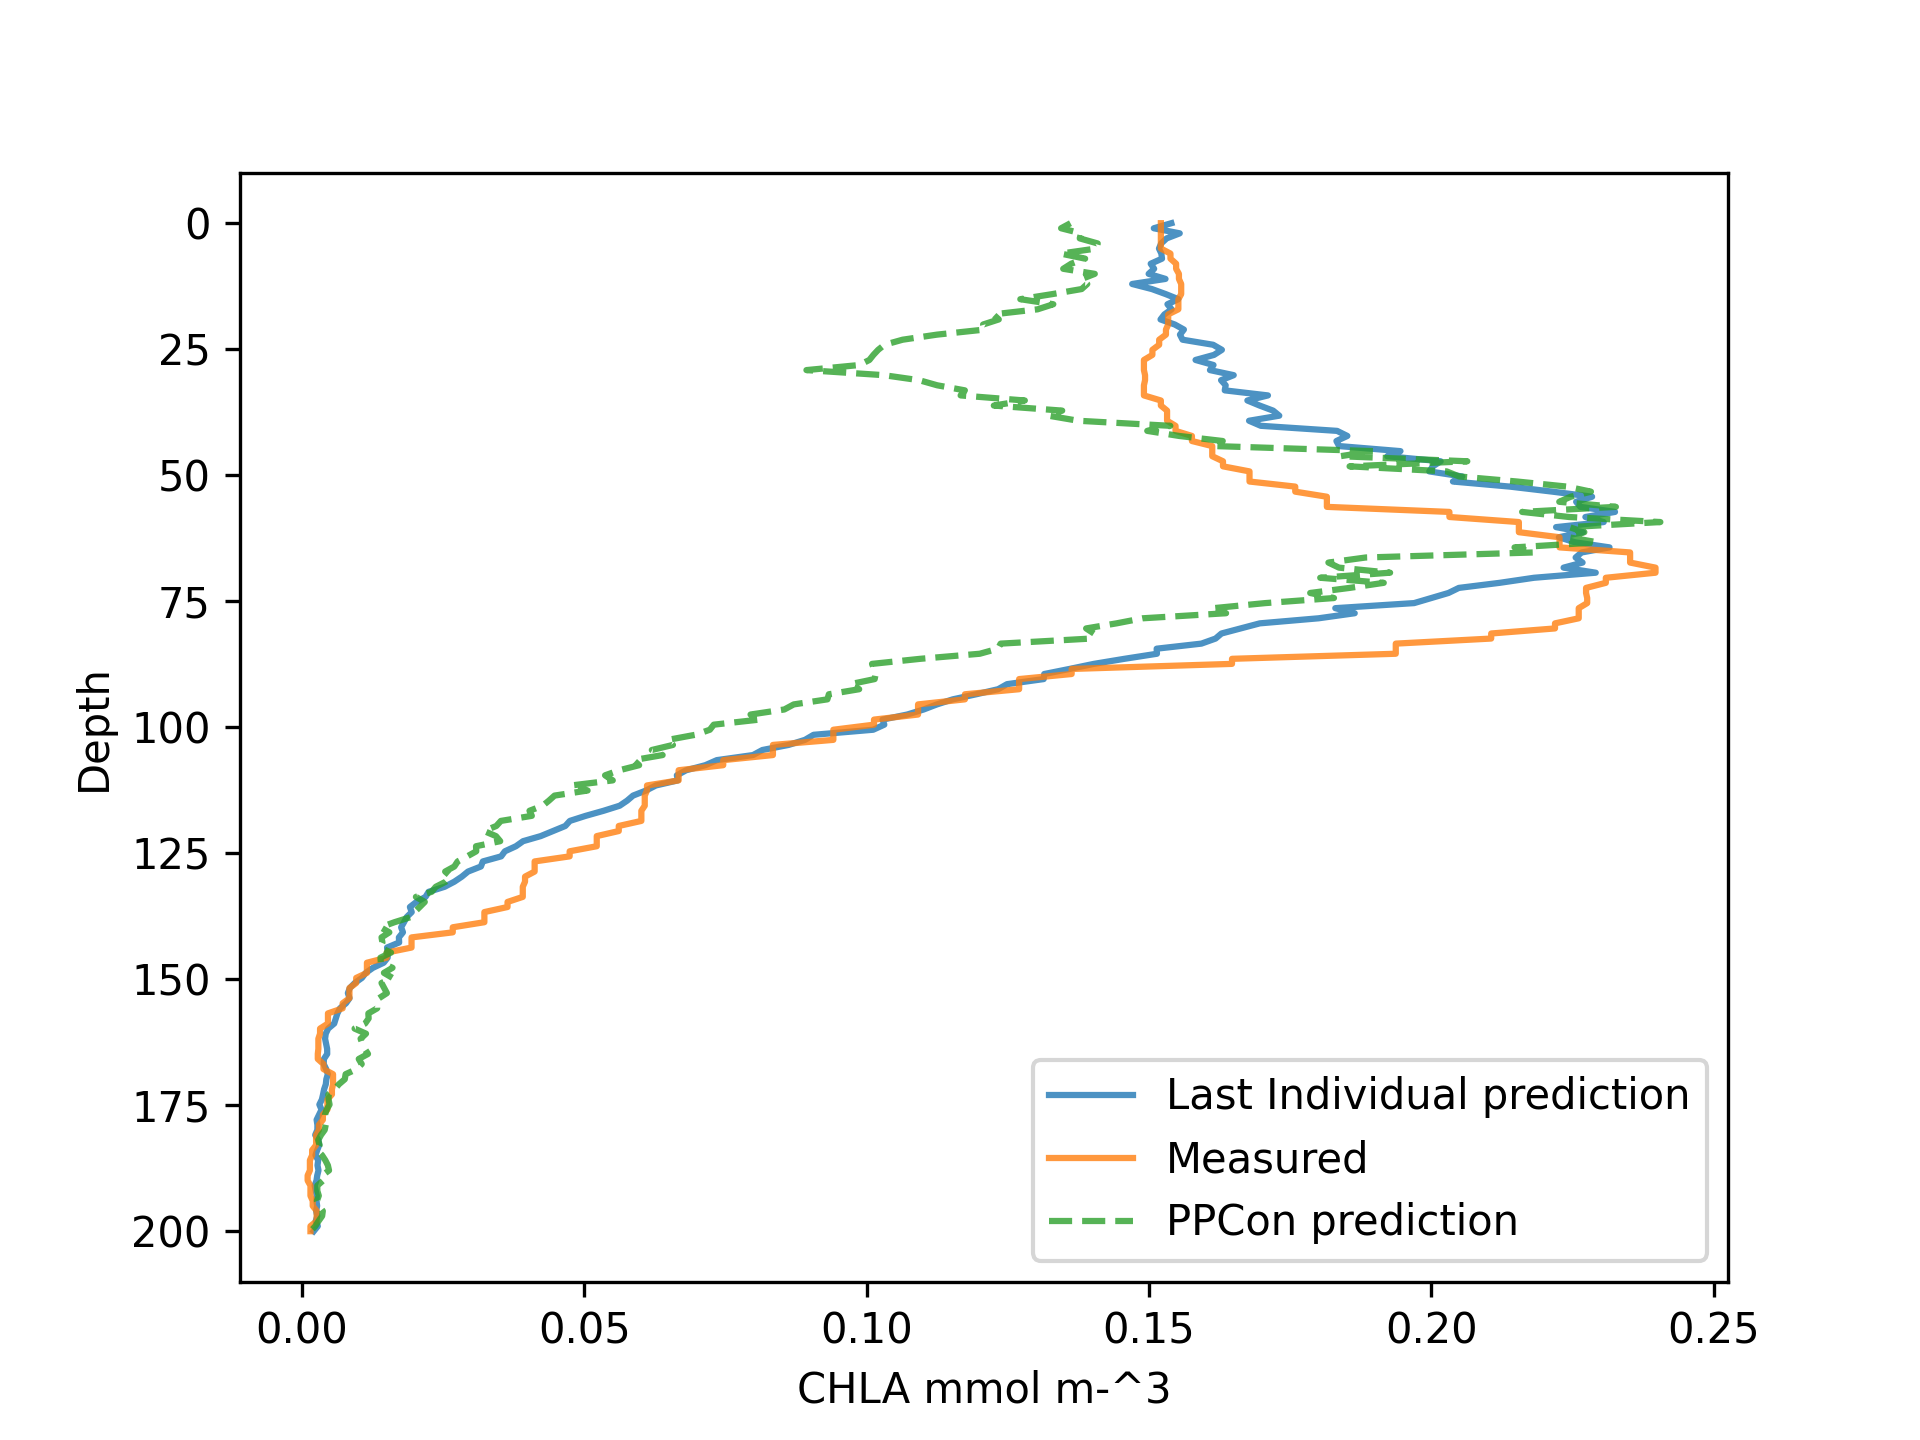 0
25
50
75
100
125
150
175
200
Depth
0.00 0.05 0.10 0.15 0.20 0.25
CHLA mmol m-^3
Last Individual prediction
Measured
PPCon prediction